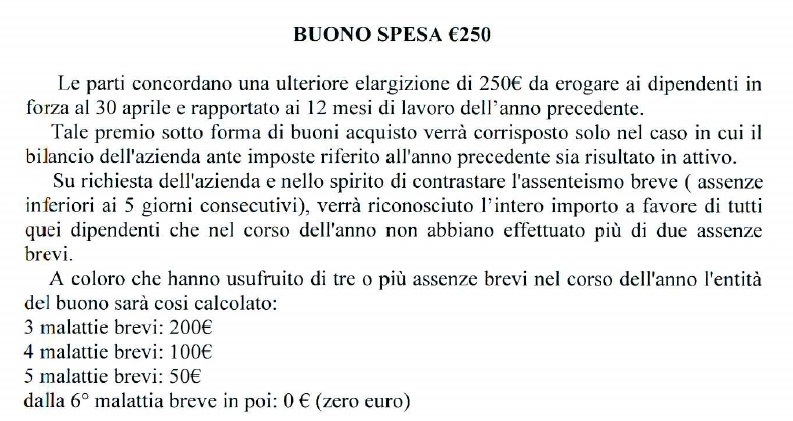 BUONO SPESA €250
Le parti concordano una ulteriore elargizione di 250€ da erogare ai dipendenti in
forza al 30 aprile e rapportato ai 12 mesi di lavoro dell'anno precedente.
Tale premio sotto forma di buoni acquisto verrà corrisposto solo nel caso in cui il
bilancio dell'azienda ante imposte riferito all'anno precedente sia risultato in attivo.
Su richiesta dell'azienda e nello spirito di contrastare l'assenteismo breve ( assenze
inferiori ai 5 giorni consecutivi), verrà riconosciuto l'intero importo a favore di tutti
quei dipendenti che nel corso dell'anno non abbiano effettuato più di due assenze
brevi.
A coloro che hanno usufruito di tre o più assenze brevi nel corso dell'anno l'entità
del buono sarà cosi calcolato:
3 malattie brevi: 200€
4 malattie brevi: 100€
5 malattie brevi: 50€
dalla 6° malattia breve in poi: 0 € (zero euro)